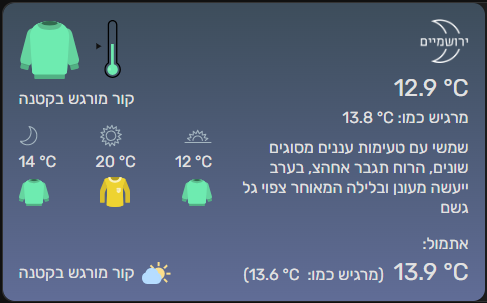 ירושמיים
12.9 °C
מרגיש כמו: 13.8 °C
שמשי עם טעימות עננים מסוגים
שונים, הרוח תגבר אחהצ, בערב
ייעשה מעונן ובלילה המאוחר צפוי גל
גשם
קור מורגש בקטנה
12 °C
20 °C
14 °C
אתמול:
13.9 °C (מרגיש כמו: 13.6 °C)
קור מורגש בקטנה